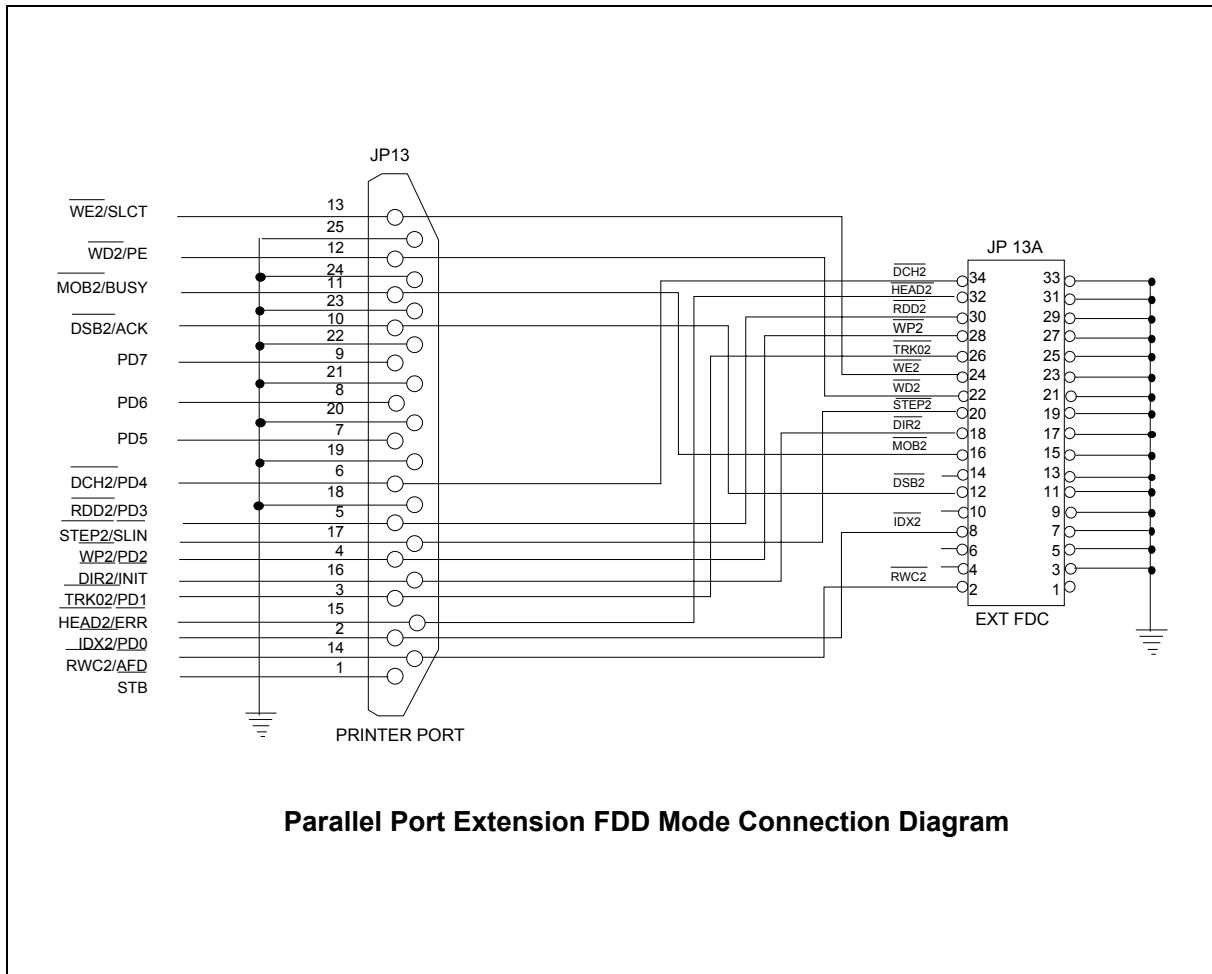 JP13
WE2/SLCT
WD2/PE
MOB2/BUSY
DSB2/ACK
PD7
PD6
PD5
DCH2/PD4
RDD2/PD3
STEP2/SLIN
WP2/PD2
DIR2/INIT
TRK02/PD1
HEAD2/ERR
IDX2/PD0
RWC2/AFD
STB
13
25
12
24
11
23
10
22
9
21
8
20
7
19
6
18
5
17
4
16
3
15
2
14
1
PRINTER PORT
JP 13A
DCH2
HEAD2
RDD2
WP2
TRK02
WE2
WD2
STEP2
DIR2
MOB2
DSB2
IDX2
RWC2
34 33
32 31
30 29
28 27
26 25
24 23
22 21
20 19
18 17
16 15
14 13
12 11
10 9
8 7
6 5
4 3
2 1
EXT FDC
Parallel Port Extension FDD Mode Connection Diagram